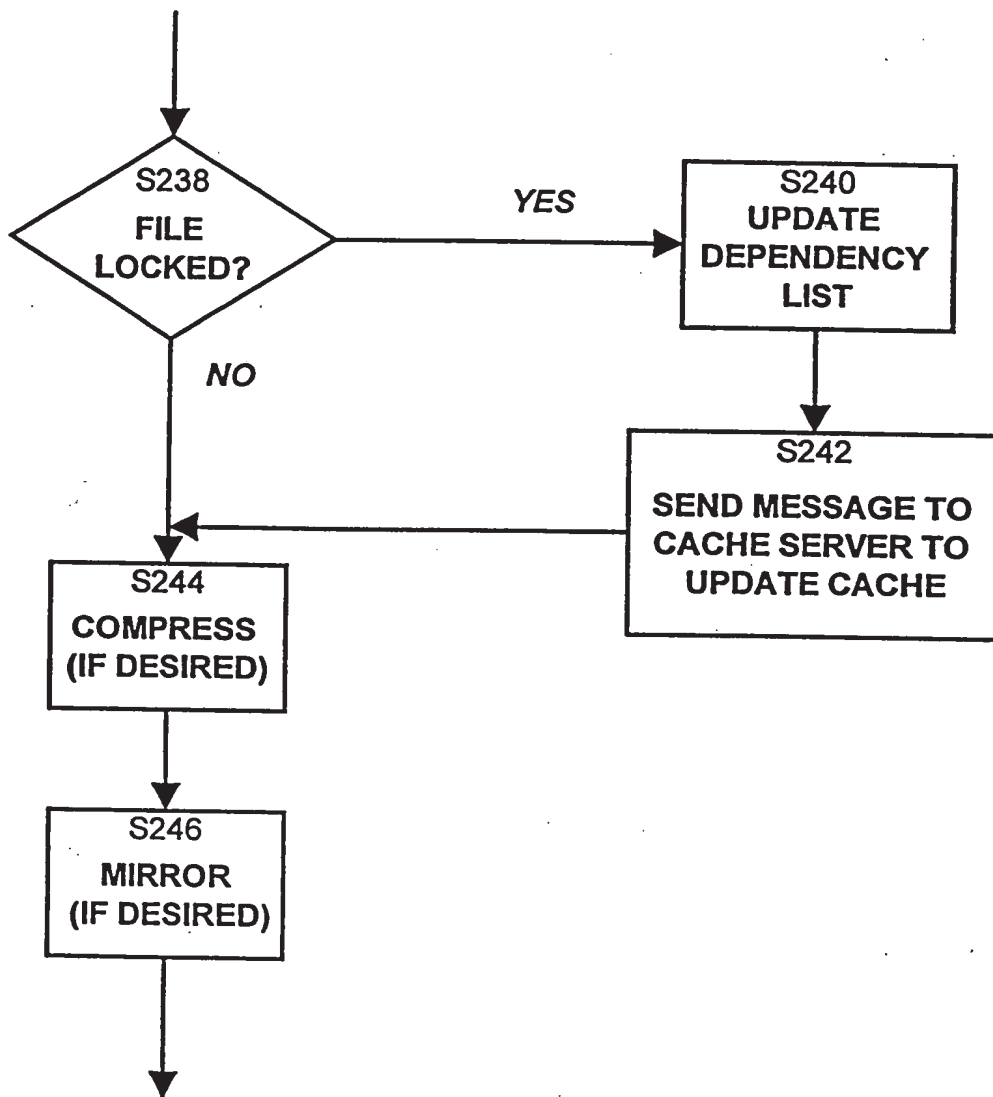 S238
FILE
LOCKED?
YES
S240
UPDATE
DEPENDENCY
LIST
NO
S242
SEND MESSAGE TO
CACHE SERVER TO
UPDATE CACHE
S244
COMPRESS
(IF DESIRED)
S246
MIRROR
(IF DESIRED)